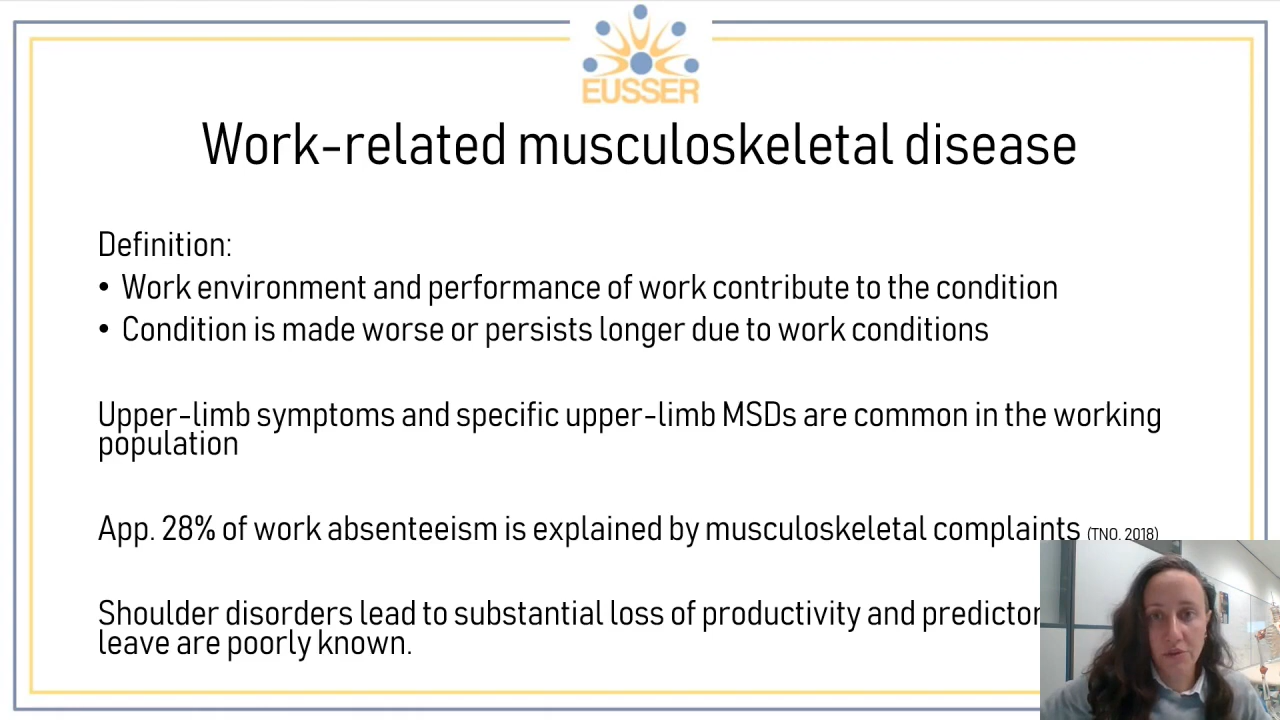 EUSSER
Work-related musculoskeletal disease
Definition:
• Work environment and performance of work contribute to the condition
• Condition is made worse or persists longer due to work conditions
Upper-limb symptoms and specific upper-limb MSDs are common in the working
population
App. 28% of work absenteeism is explained by musculoskeletal complaints (TNO, 2018)
Shoulder disorders lead to substantial loss of productivity and
leave are poorly known.